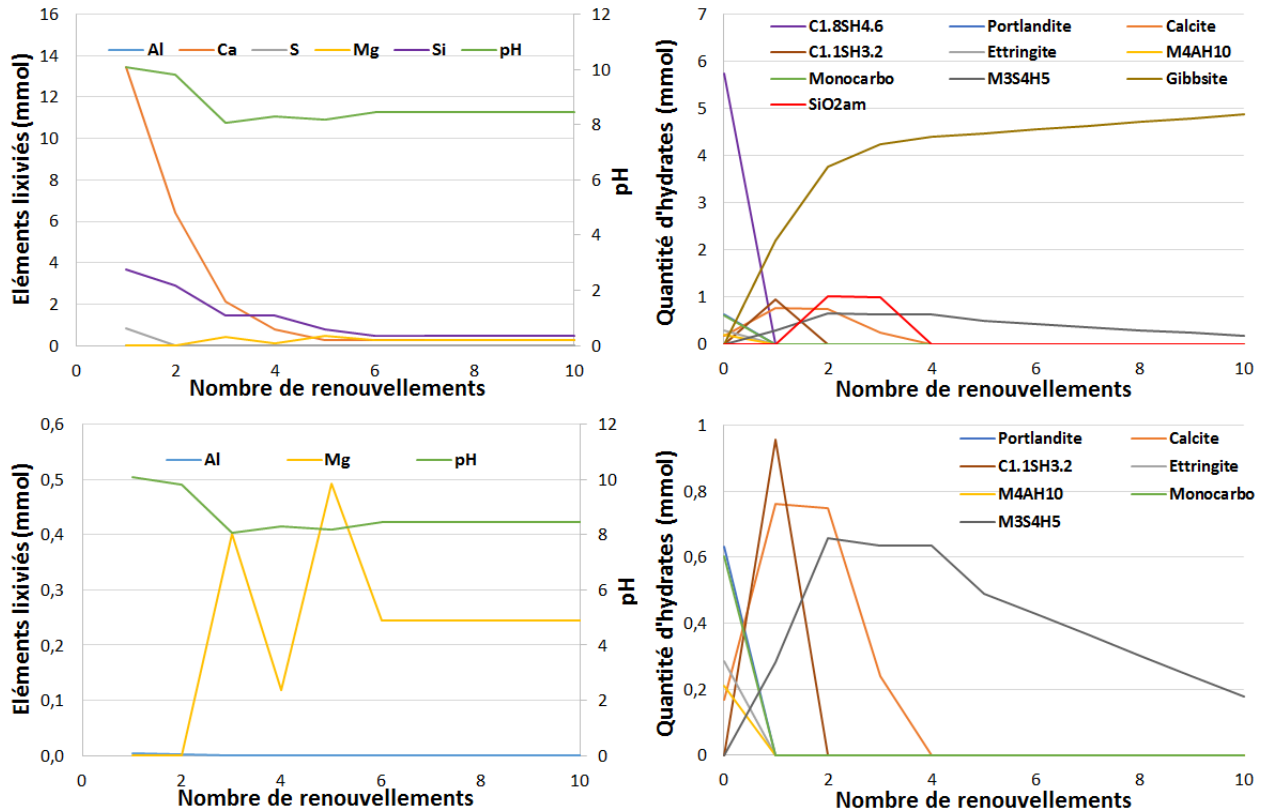 16
14
12
10
8
6
4
2
0
Eléments lixiviés (mmol)
Al Ca S Mg Si pH
12
10
8
6
4
2
0
pH
0 2 4 6 8 10
Nombre de renouvellements
7
6
5
4
3
2
1
0
Quantité d'hydrates (mmol)
C1.8SH4.6 Portlandite Calcite
C1.1SH3.2 Ettringite M4AH10
Monocarbo M3S4H5 Gibbsite
SiO2am
0 2 4 6 8 10
Nombre de renouvellements
0,6
0,5
0,4
0,3
0,2
0,1
0,0
Eléments lixiviés (mmol)
Al Mg pH
12
10
8
6
4
2
0
pH
0 2 4 6 8 10
Nombre de renouvellements
1
0,8
0,6
0,4
0,2
0
Quantité d'hydrates (mmol)
Portlandite Calcite
C1.1SH3.2 Ettringite
M4AH10 Monocarbo
M3S4H5
0 2 4 6 8 10
Nombre de renouvellements